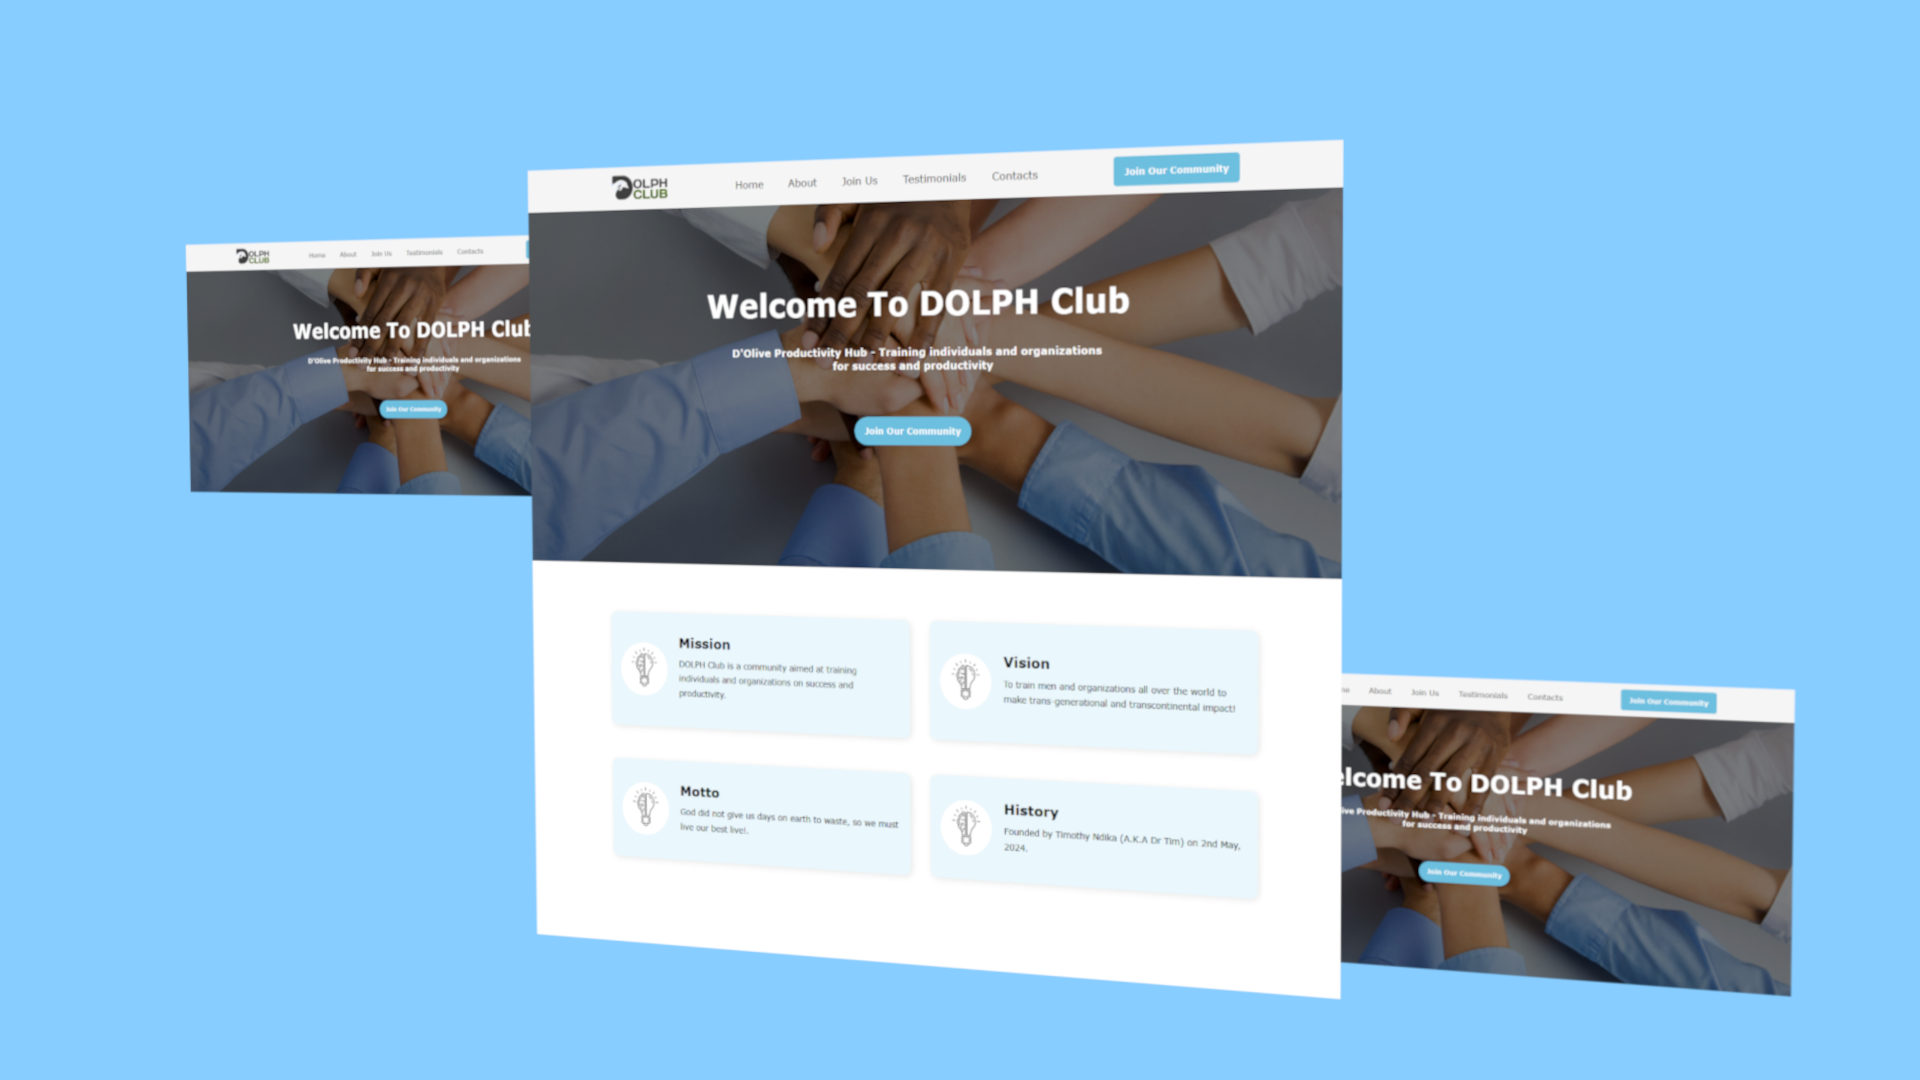 DOLPH
CLUB
Home About Join Us Testimonials Contacts
Join Our Community
Welcome To DOLPH Club
D'Olive Productivity Hub - Training individuals and organizations
for success and productivity
Join Our Community
Mission
DOLPH Club is a community aimed at training
individuals and organizations on success and
productivity.
Vision
To train men and organizations all over the world to
make trans-generational and transcontinental impact!
Motto
God did not give us days on earth to waste, so we must
live our best live!.
History
Founded by Timothy Ndika (A.K.A Dr Tim) on 2nd May,
2024.
DOLPH
CLUB
Home About Join Us Testimonials Contacts
Welcome To DOLPH Club
D'Olive Productivity Hub - Training individuals and organizations
for success and productivity
Join Our Community
me About Join Us Testimonials Contacts
Join Our Community
elcome To DOLPH Club
ive Productivity Hub - Training individuals and organizations
for success and productivity
Join Our Community